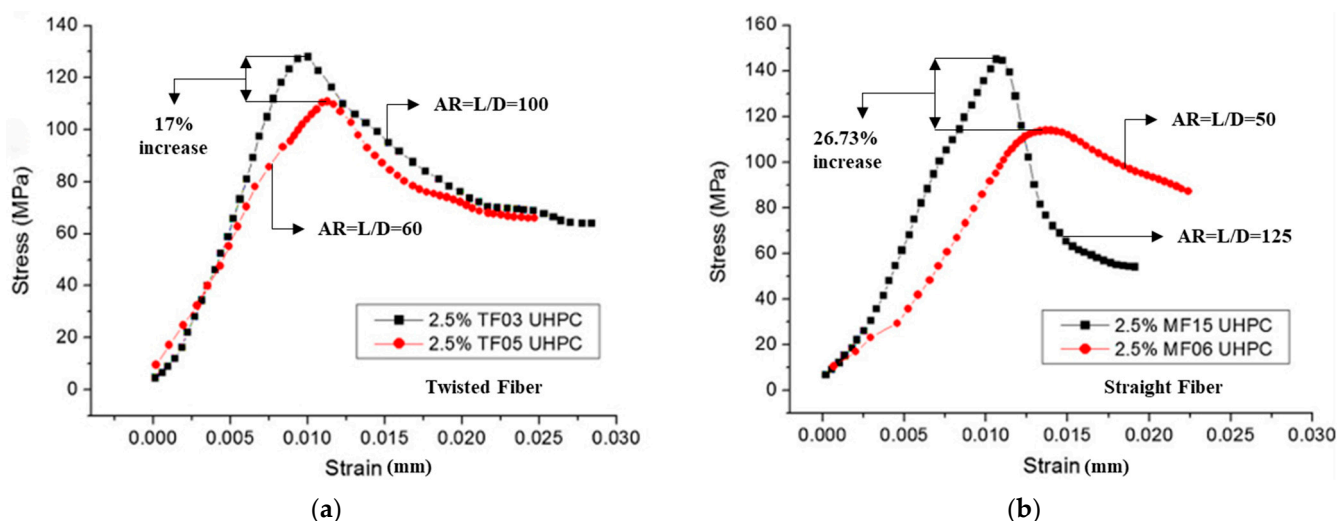 140
120
100
80
60
40
20
0
Stress (MPa)
17%
increase
AR=L/D=100
AR=L/D=60
2.5% TF03 UHPC
2.5% TF05 UHPC
Twisted Fiber
0.000 0.005 0.010 0.015 0.020 0.025 0.030
Strain (mm)
(a)
160
140
120
100
80
60
40
20
0
Stress (MPa)
26.73%
increase
AR=L/D=50
AR=L/D=125
2.5% MF15 UHPC
2.5% MF06 UHPC
Straight Fiber
0.000 0.005 0.010 0.015 0.020 0.025 0.030
Strain (mm)
(b)